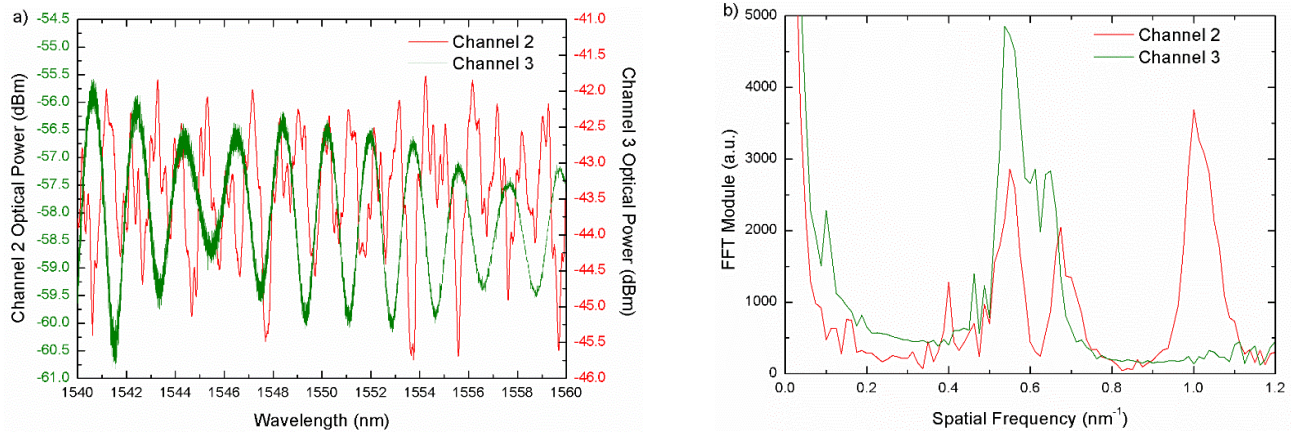 a)
Channel 2
Channel 3
Channel 2 Optical Power (dBm)
-54.5
-55.0
-55.5
-56.0
-56.5
-57.0
-57.5
-58.0
-58.5
-59.0
-59.5
-60.0
-60.5
-61.0
-41.0
-41.5
-42.0
-42.5
-43.0
-43.5
-44.0
-44.5
-45.0
-45.5
-46.0
Channel 3 Optical Power (dBm)
1540 1542 1544 1546 1548 1550 1552 1554 1556 1558 1560
Wavelength (nm)
b)
Channel 2
Channel 3
FFT Module (a.u.)
5000
4000
3000
2000
1000
0
0.0 0.2 0.4 0.6 0.8 1.0 1.2
Spatial Frequency (nm⁻¹)